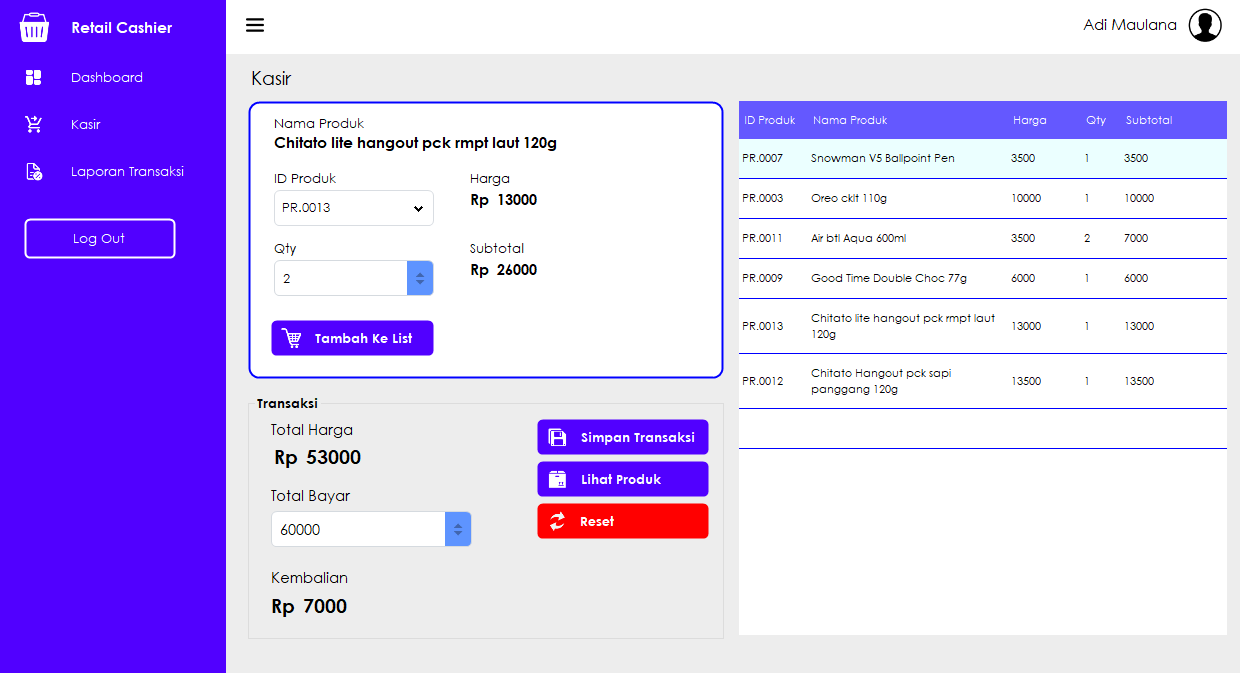 Retail Cashier
Dashboard
Kasir
Laporan Transaksi
Log Out
Adi Maulana
Kasir
Nama Produk
Chitato lite hangout pck rmpt laut 120g
ID Produk
Harga
PR.0013
Rp 13000
Qty
Subtotal
2
Rp 26000
Tambah Ke List
Transaksi
Total Harga
Rp 53000
Total Bayar
60000
Kembalian
Rp 7000
Simpan Transaksi
Lihat Produk
Reset
ID Produk Nama Produk Harga Qty Subtotal
PR.0007 Snowman V5 Ballpoint Pen 3500 1 3500
PR.0003 Oreo cklt 110g 10000 1 10000
PR.0011 Air btl Aqua 600ml 3500 2 7000
PR.0009 Good Time Double Choc 77g 6000 1 6000
PR.0013 Chitato lite hangout pck rmpt laut 13000 1 13000
120g
PR.0012 Chitato Hangout pck sapi 13500 1 13500
panggang 120g